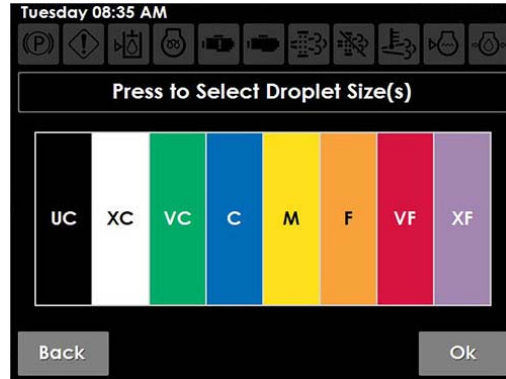 Tuesday 08:35 AM
Press to Select Droplet Size(s)
UC XC VC C M F VF XF
Back Ok